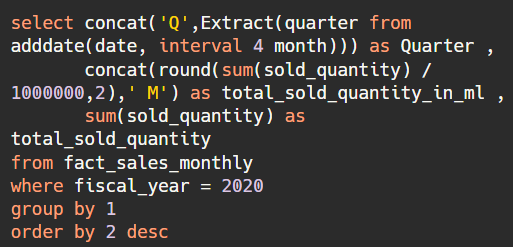 select concat('Q',Extract(quarter from
adddate(date, interval 4 month))) as Quarter ,
concat(round(sum(sold_quantity) /
1000000,2),' M') as total_sold_quantity_in_ml ,
sum(sold_quantity) as
total_sold_quantity
from fact_sales_monthly
where fiscal_year = 2020
group by 1
order by 2 desc